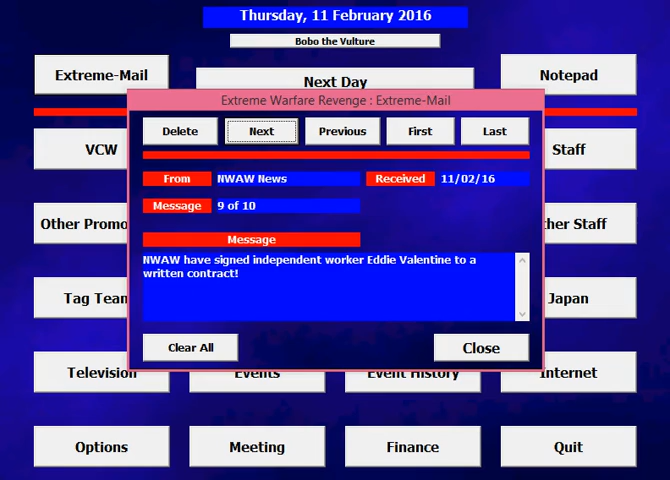 Thursday, 11 February 2016
Bobo the Vulture
Extreme-Mail
Next Day
Notepad
Extreme Warfare Revenge : Extreme-Mail
Delete
Next
Previous
First
Last
VCW
Staff
From
NWAW News
Received
11/02/16
Message
9 of 10
Other Promo
her Staff
Message
NWAW have signed independent worker Eddie Valentine to a
written contract!
Tag Team
Japan
Clear All
Close
Television
Events
Event History
Internet
Options
Meeting
Finance
Quit